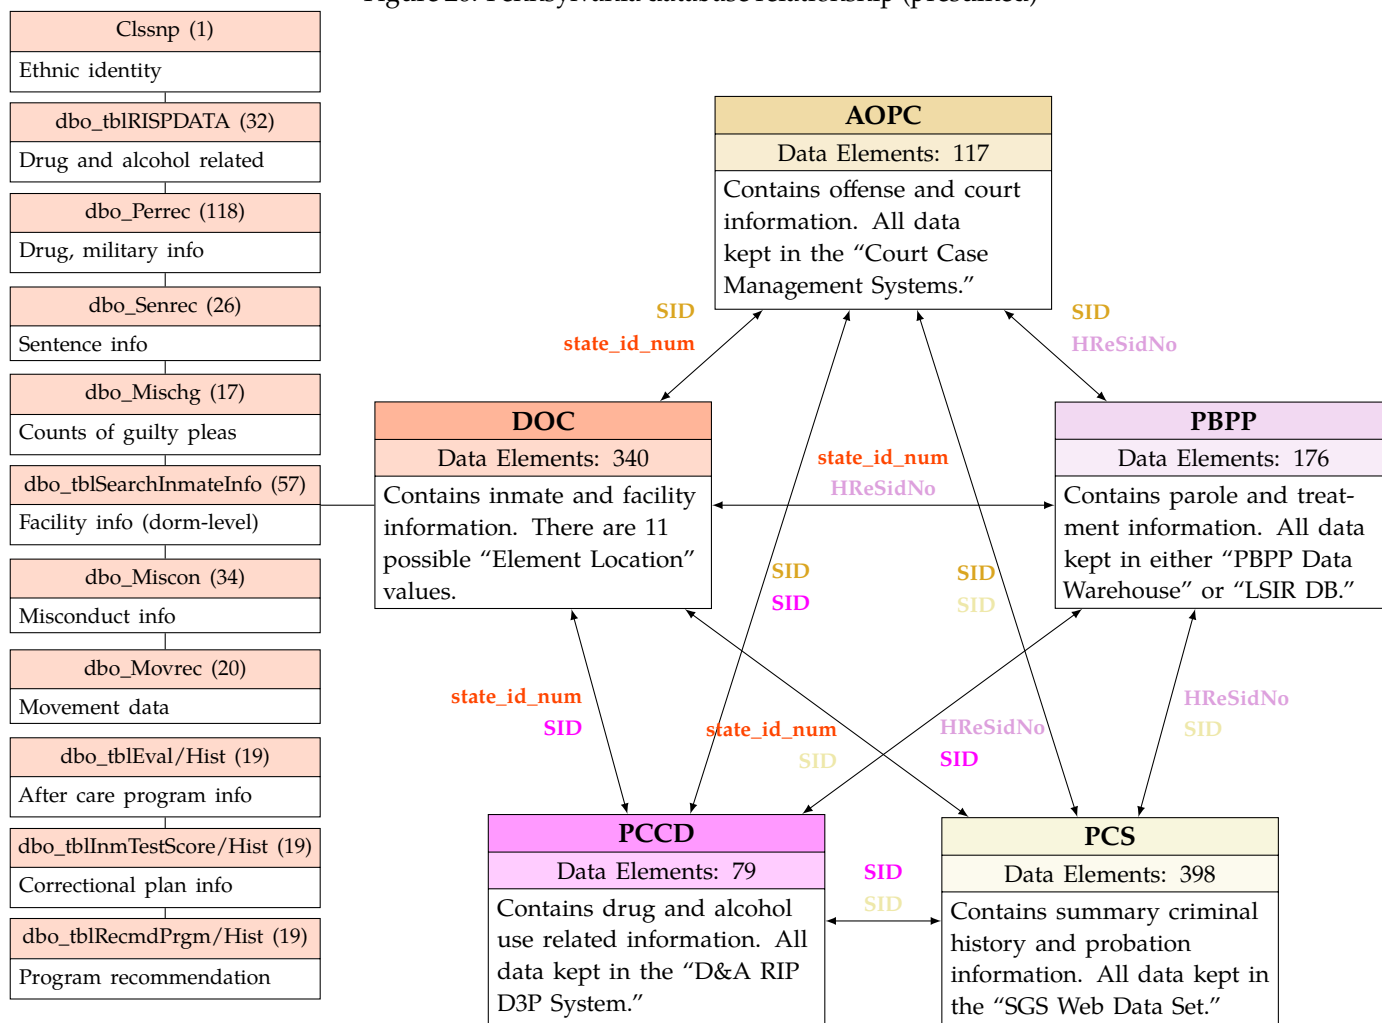 Figure 20: Pennsylvania database relationship (presumed)
Clssnp (1)
Ethnic identity
dbo_tblRISPDATA (32)
Drug and alcohol related
dbo_Perrec (118)
Drug, military info
dbo_Senrec (26)
Sentence info
dbo_Mischg (17)
Counts of guilty pleas
dbo_tblSearchInmateInfo (57)
Facility info (dorm-level)
dbo_Miscon (34)
Misconduct info
dbo_Movrec (20)
Movement data
dbo_tblEval/Hist (19)
After care program info
dbo_tblInmTestScore/Hist (19)
Correctional plan info
dbo_tblRecmdPrgm/Hist (19)
Program recommendation
AOPC
Data Elements: 117
Contains offense and court
information. All data
kept in the “Court Case
Management Systems.”
SID
state_id_num
SID
HReSidNo
DOC
Data Elements: 340
Contains inmate and facility
information. There are 11
possible “Element Location”
values.
state_id_num
HReSidNo
PBPP
Data Elements: 176
Contains parole and treat-
ment information. All data
kept in either “PBPP Data
Warehouse” or “LSIR DB.”
SID
SID
SID
SID
state_id_num
SID
state_id_num
SID
HReSidNo
SID
HReSidNo
SID
PCCD
Data Elements: 79
Contains drug and alcohol
use related information. All
data kept in the “D&A RIP
D3P System.”
SID
SID
PCS
Data Elements: 398
Contains summary criminal
history and probation
information. All data kept in
the “SGS Web Data Set.”